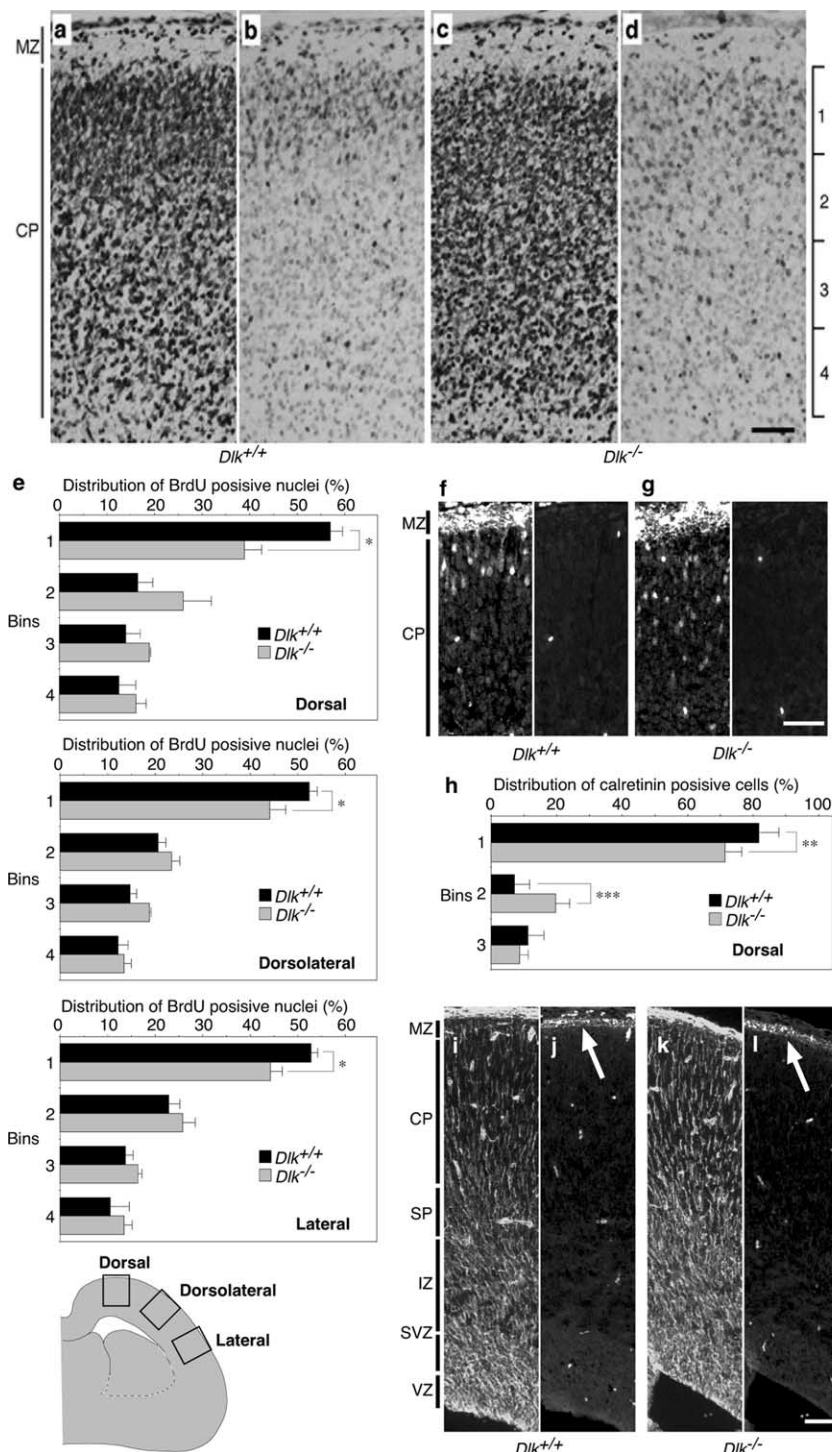 a b c d
MZ
CP
1
2
3
4
Dlk+/+ Dlk-/-
e Distribution of BrdU posisive nuclei (%)
0 10 20 30 40 50 60
1 *
2
Bins
3
4
Dlk+/+
Dlk-/-
Dorsal
Distribution of BrdU posisive nuclei (%)
0 10 20 30 40 50 60
1 *
2
Bins
3
4
Dlk+/+
Dlk-/-
Dorsolateral
Distribution of BrdU posisive nuclei (%)
0 10 20 30 40 50 60
1 *
2
Bins
3
4
Dlk+/+
Dlk-/-
Lateral
Dorsal
Dorsolateral
Lateral
f g
MZ
CP
Dlk+/+ Dlk-/-
h Distribution of calretinin posisive cells (%)
0 20 40 60 80 100
1 **
Bins 2 ***
3
Dlk+/+
Dlk-/-
Dorsal
MZ
i j k l
CP
SP
IZ
SVZ
VZ
Dlk+/+ Dlk-/-